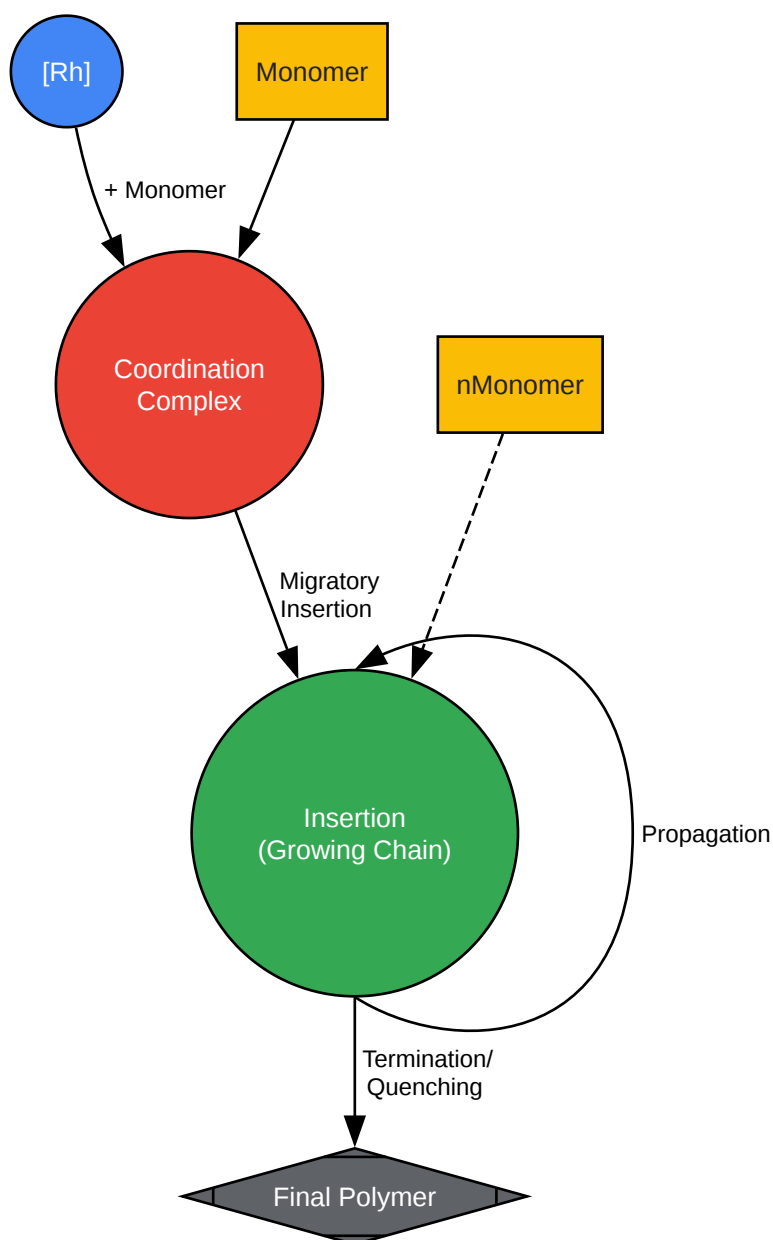 [Rh]
Monomer
+ Monomer
Coordination
Complex
nMonomer
Migratory
Insertion
Insertion
(Growing Chain)
Propagation
Termination/
Quenching
Final Polymer